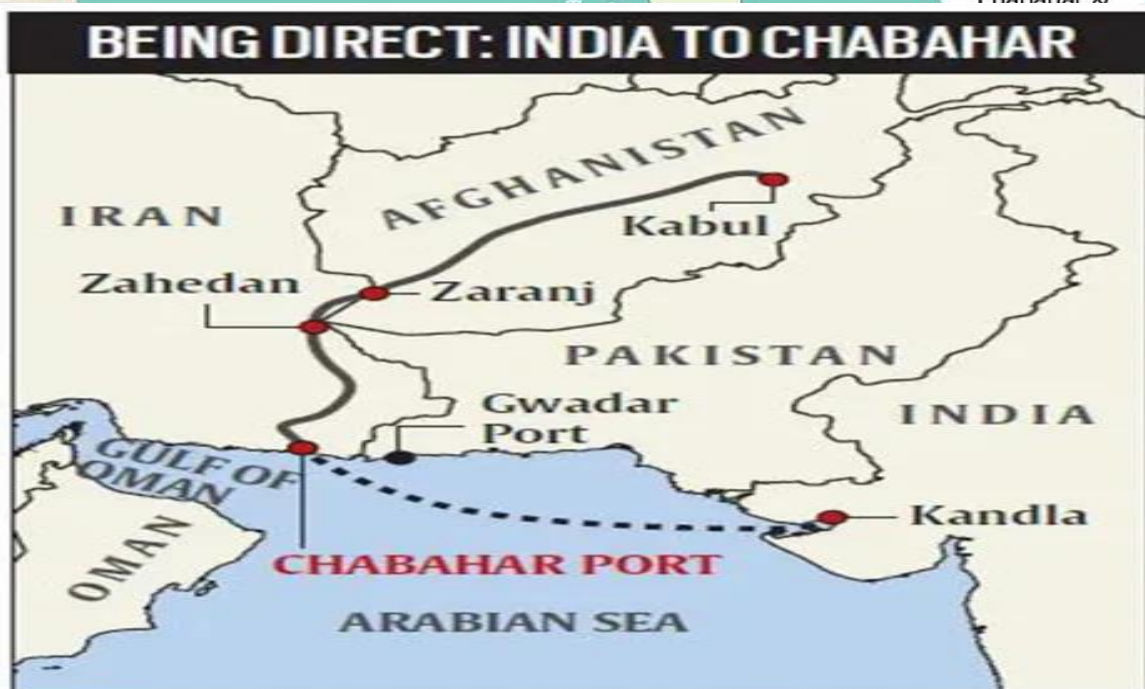 BEING DIRECT: INDIA TO CHABAHAR
AFGHANISTAN
IRAN
Kabul
Zahedan
Zaranj
PAKISTAN
Gwadar
Port
INDIA
GULF OF
OMAN
Kandla
OMAN
CHABAHAR PORT
ARABIAN SEA